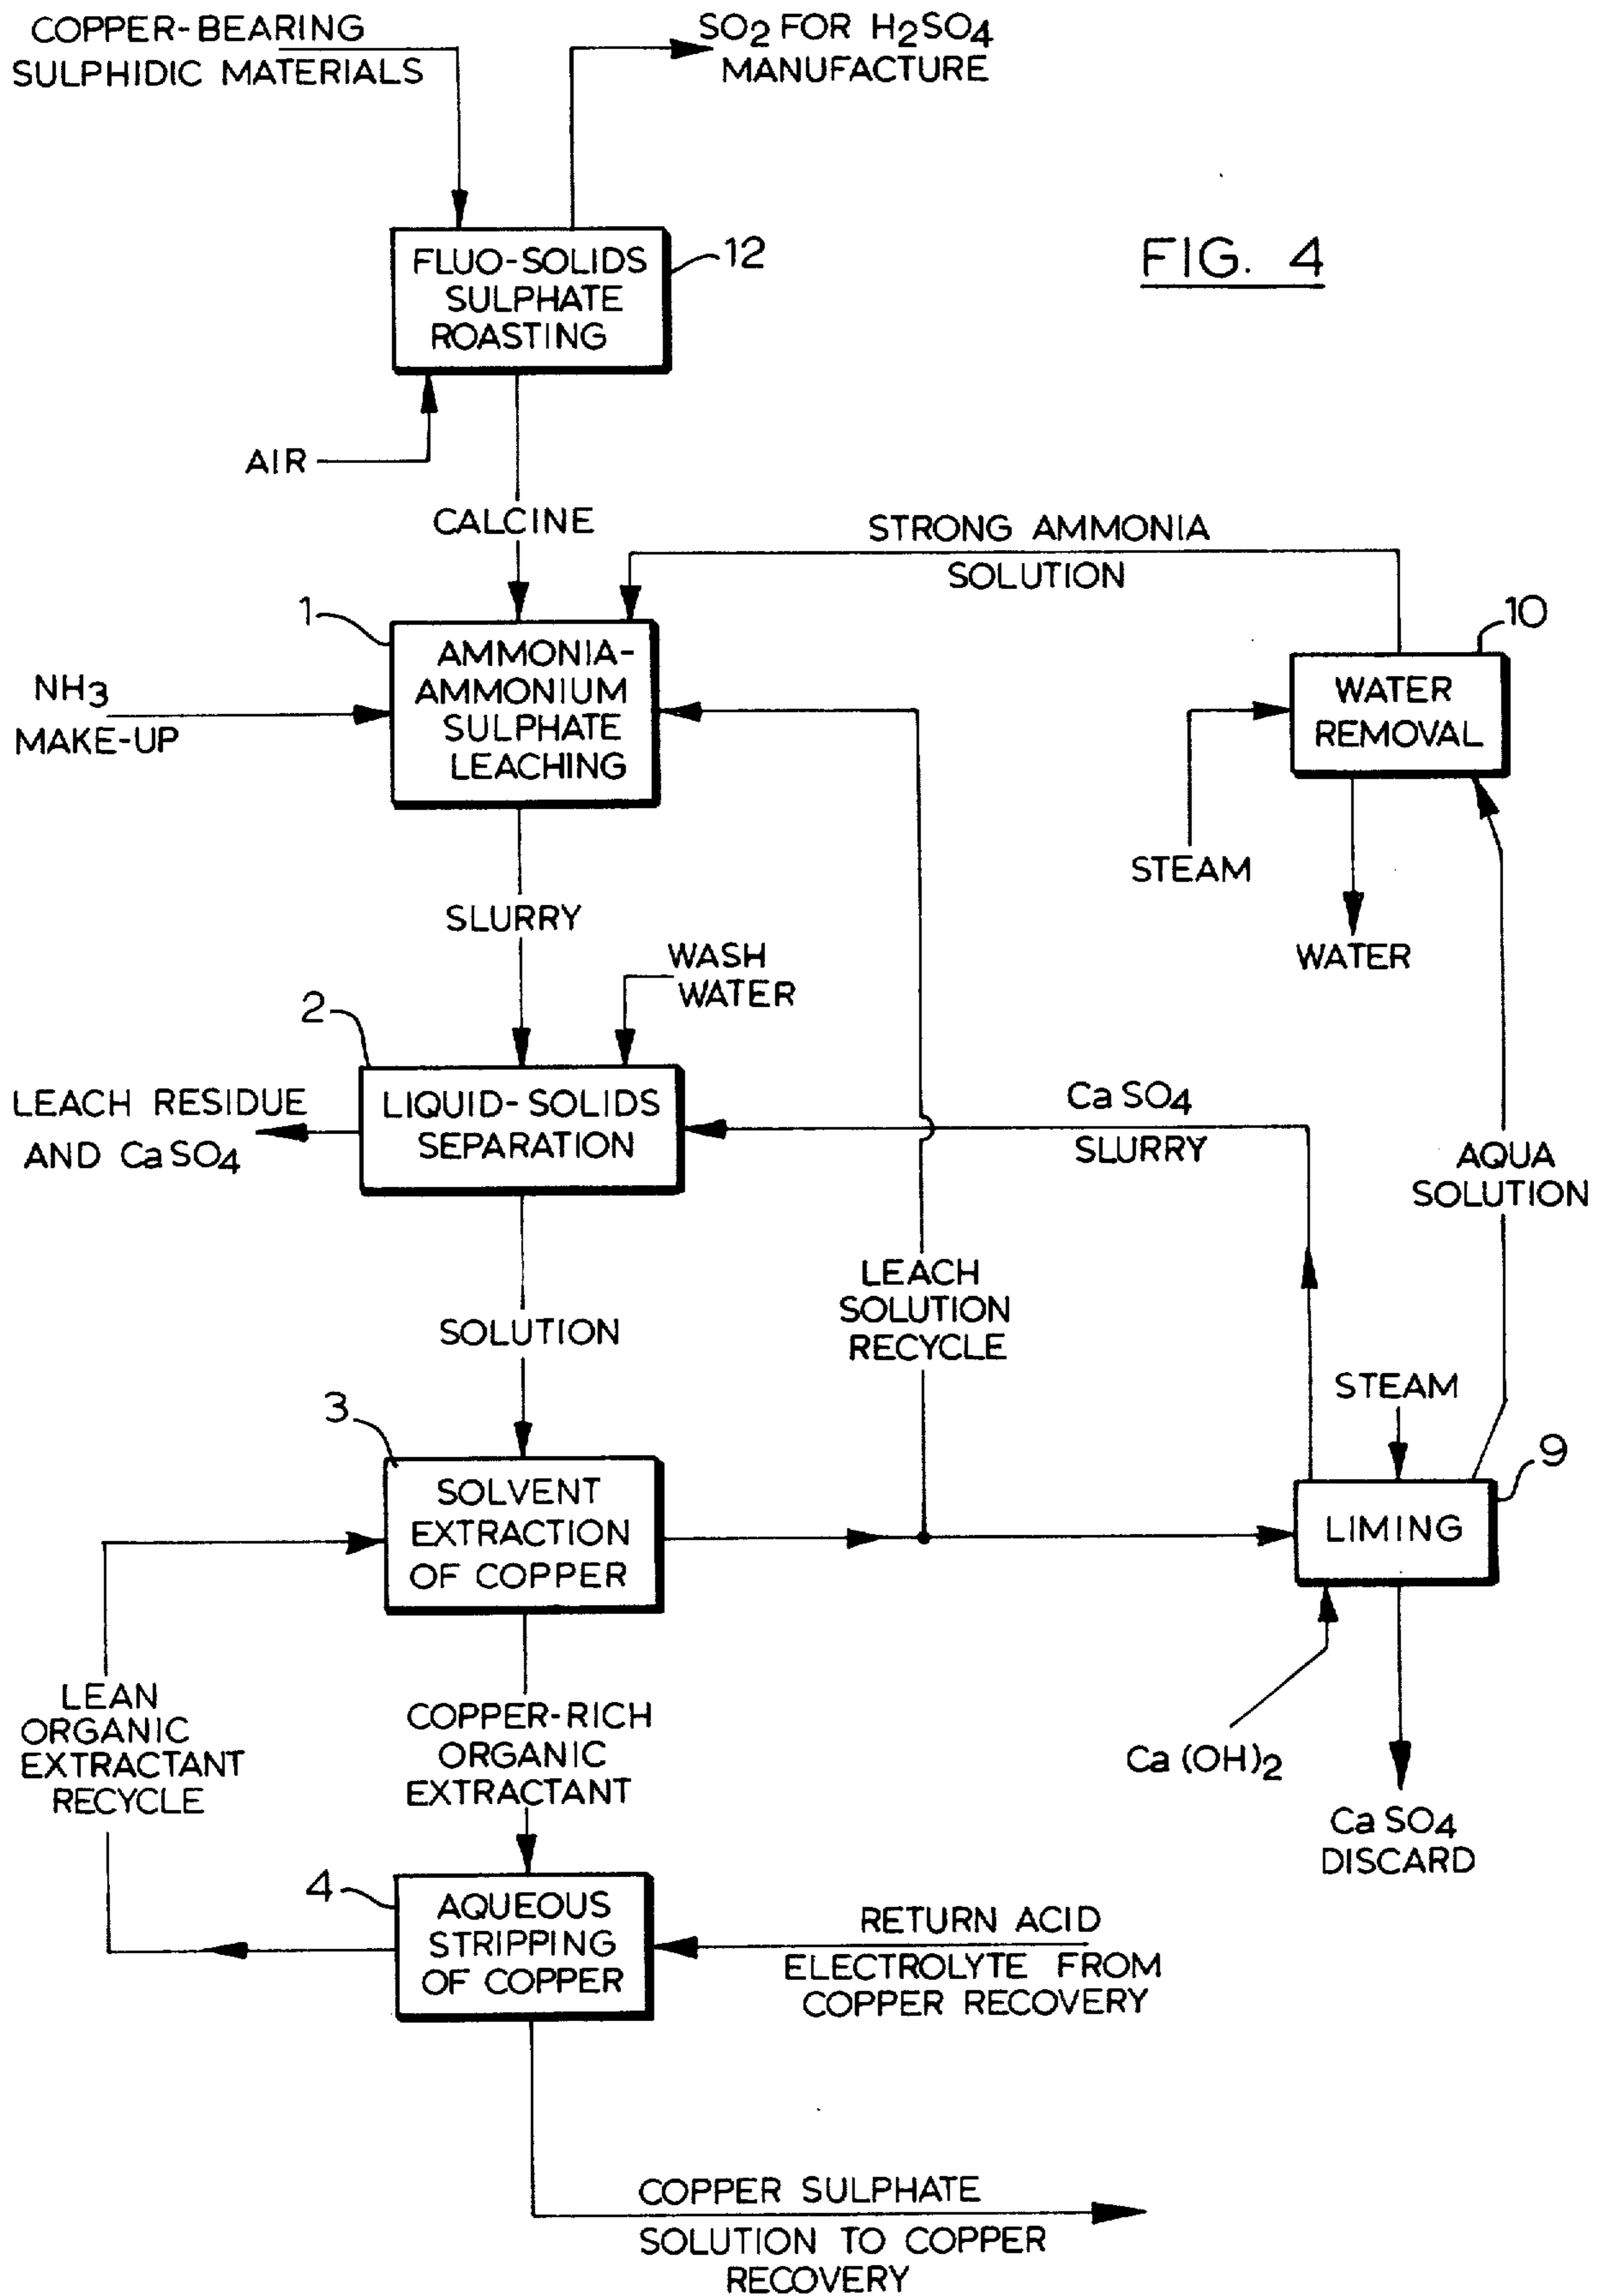 COPPER-BEARING
SULPHIDIC MATERIALS
SO2 FOR H2SO4
MANUFACTURE
FLUO-SOLIDS
SULPHATE
ROASTING
12
FIG. 4
AIR
CALCINE
STRONG AMMONIA
SOLUTION
1
AMMONIA-
AMMONIUM
SULPHATE
LEACHING
NH3
MAKE-UP
10
WATER
REMOVAL
STEAM
WATER
SLURRY
WASH
WATER
2
LIQUID-SOLIDS
SEPARATION
LEACH RESIDUE
AND CaSO4
CaSO4
SLURRY
AQUA
SOLUTION
LEACH
SOLUTION
RECYCLE
SOLUTION
STEAM
3
SOLVENT
EXTRACTION
OF COPPER
9
LIMING
LEAN
ORGANIC
EXTRACTANT
RECYCLE
COPPER-RICH
ORGANIC
EXTRACTANT
Ca(OH)2
CaSO4
DISCARD
4
AQUEOUS
STRIPPING
OF COPPER
RETURN ACID
ELECTROLYTE FROM
COPPER RECOVERY
COPPER SULPHATE
SOLUTION TO COPPER
RECOVERY